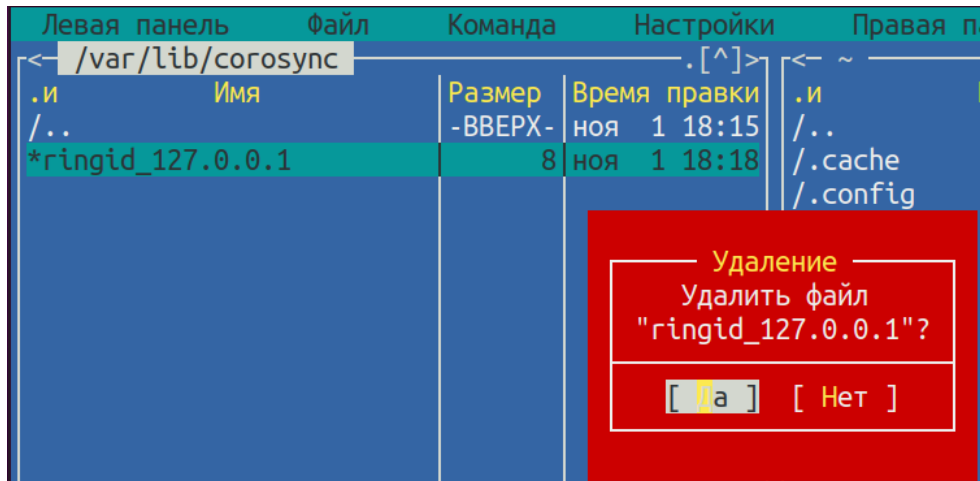 Левая панель Файл Команда Настройки Правая
<─ /var/lib/corosync .[^]> <─ ~
.и Имя Размер Время правки .и
/.. -ВВЕРХ- ноя 1 18:15 /..
*ringid_127.0.0.1 8 ноя 1 18:18 /.cache
/.config
Удаление
Удалить файл
"ringid_127.0.0.1"?
[ Да ] [ Нет ]